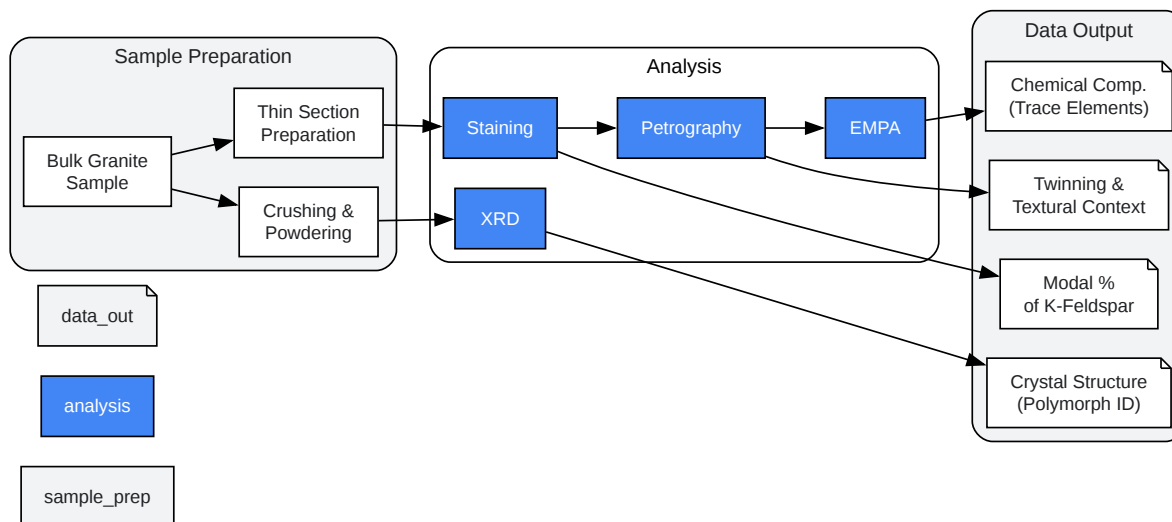 Sample Preparation
Bulk Granite
Sample
Thin Section
Preparation
Crushing &
Powdering
Analysis
Staining
Petrography
EMPA
XRD
Data Output
Chemical Comp.
(Trace Elements)
Twinning &
Textural Context
Modal %
of K-Feldspar
Crystal Structure
(Polymorph ID)
data_out
analysis
sample_prep